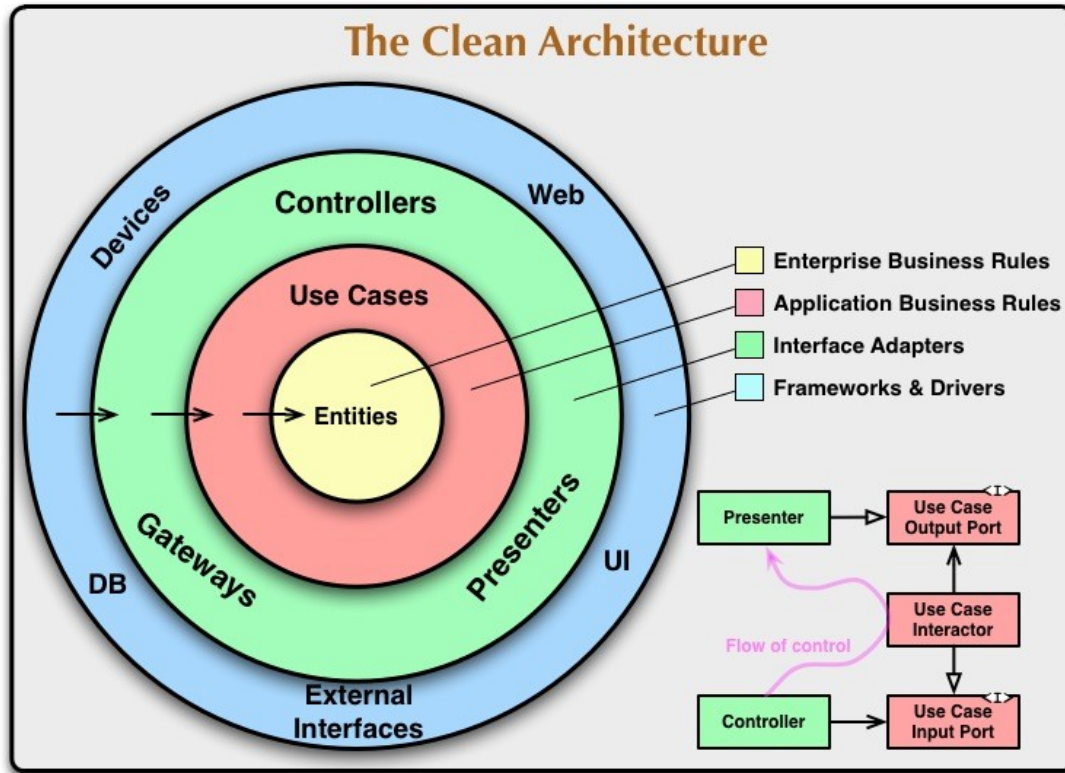 The Clean Architecture
Devices
Controllers
Web
Use Cases
Entities
Gateways
Presenters
DB
UI
External
Interfaces
Enterprise Business Rules
Application Business Rules
Interface Adapters
Frameworks & Drivers
Presenter
<I>
Use Case
Output Port
Use Case
Interactor
Flow of control
Controller
<I>
Use Case
Input Port